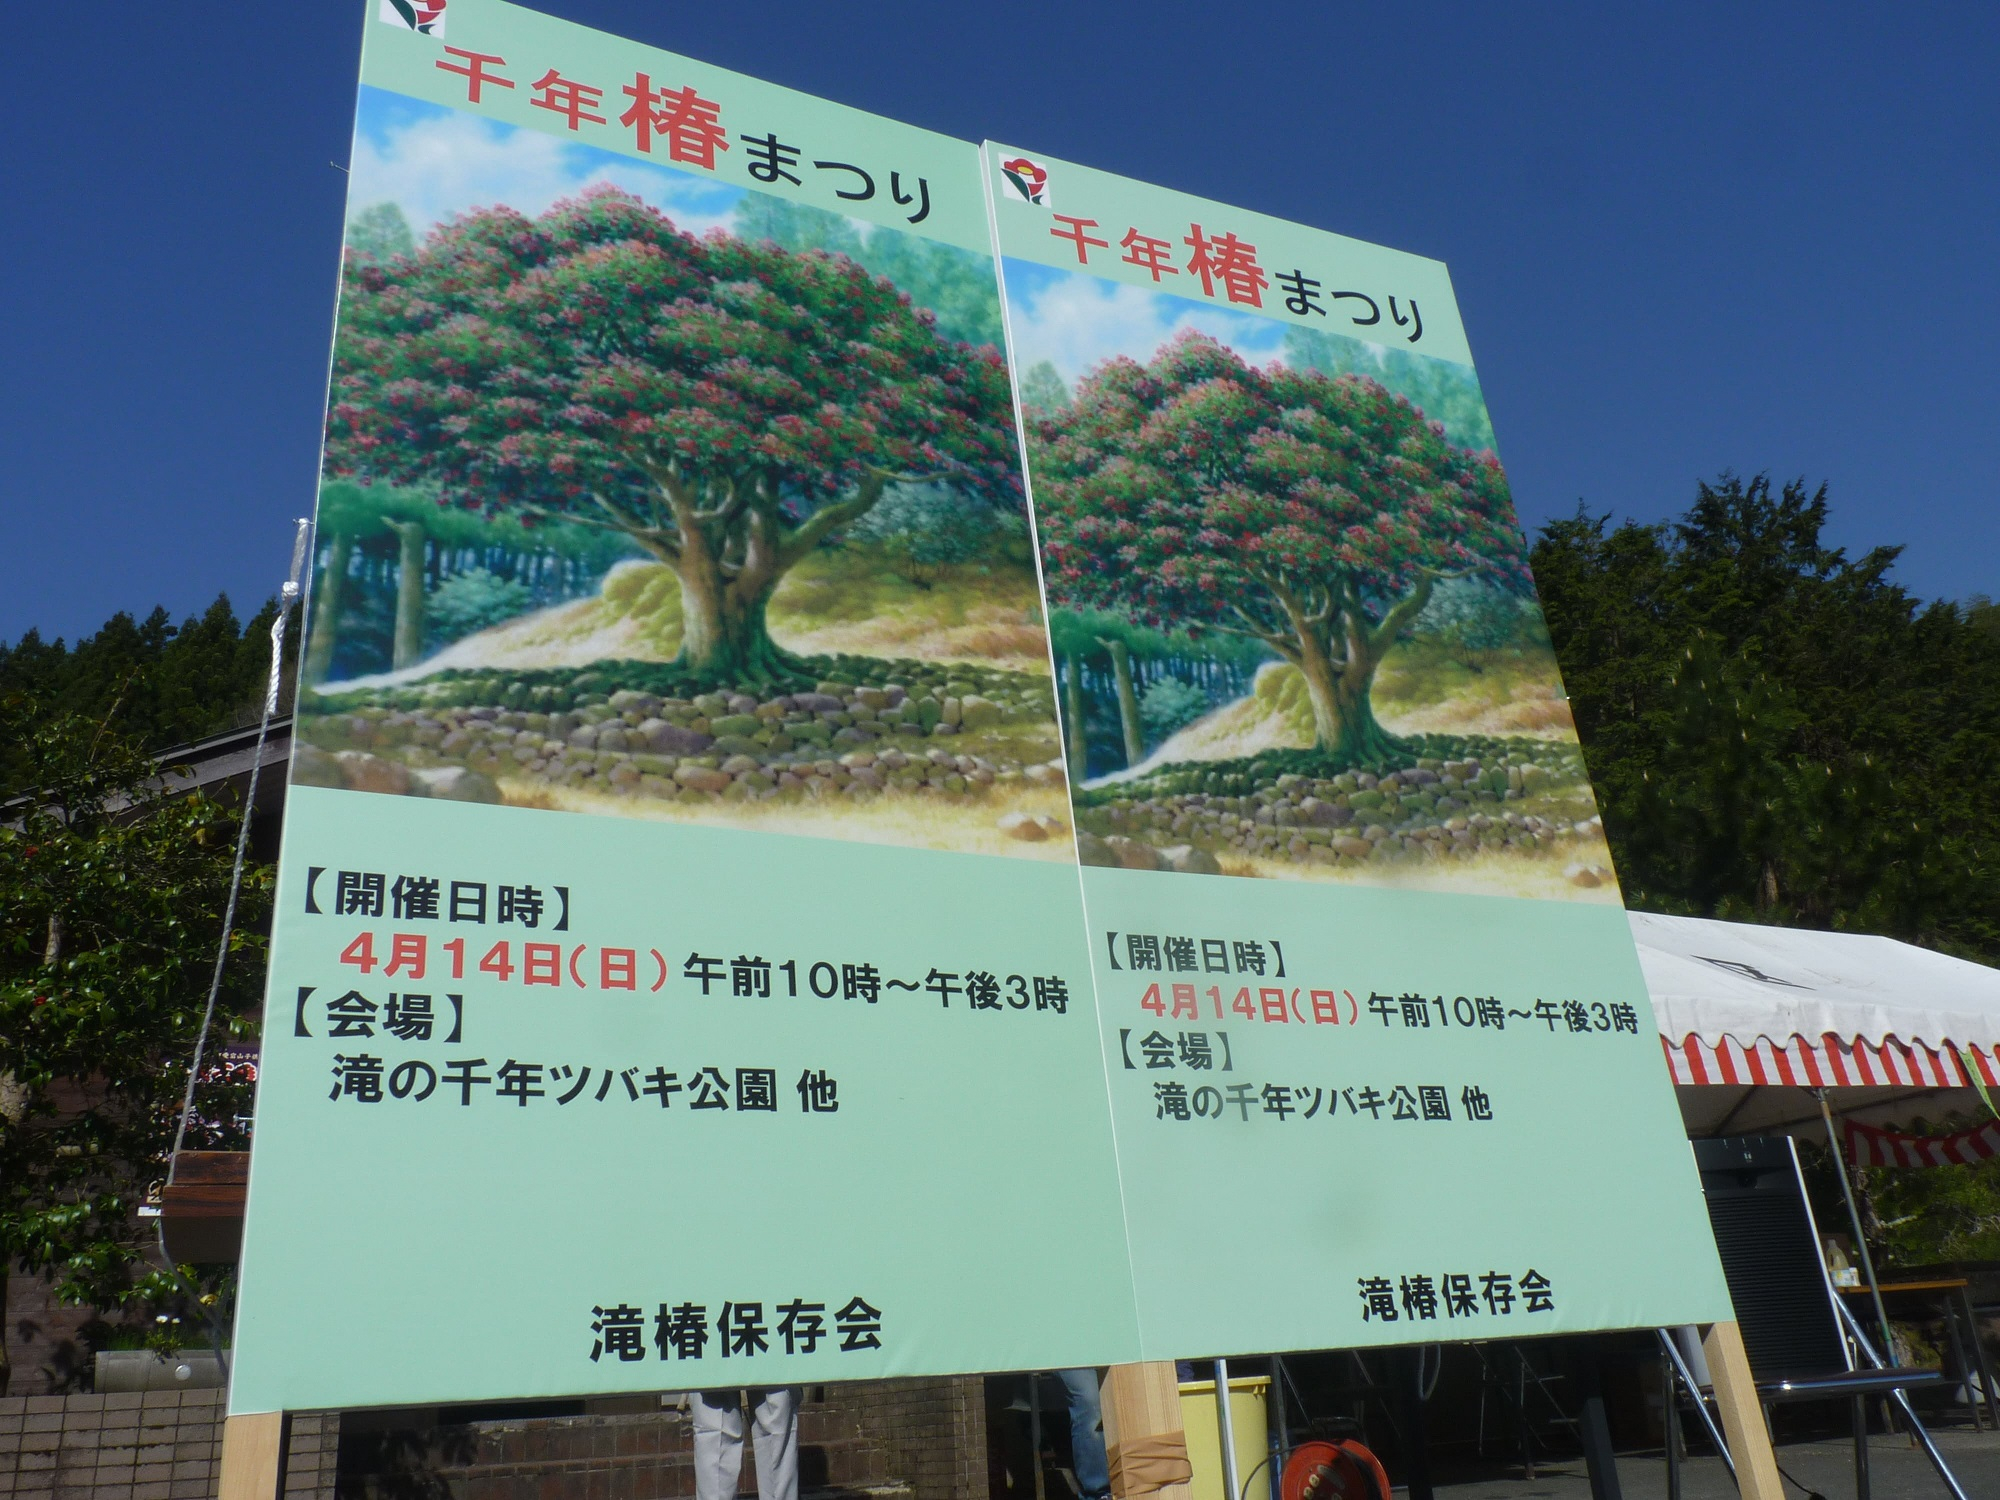 千年椿まつり
【開催日時】
4月14日(日) 午前10時～午後3時
【会場】
滝の千年ツバキ公園 他
滝椿保存会
千年椿まつり
【開催日時】
4月14日(日) 午前10時～午後3時
【会場】
滝の千年ツバキ公園 他
滝椿保存会